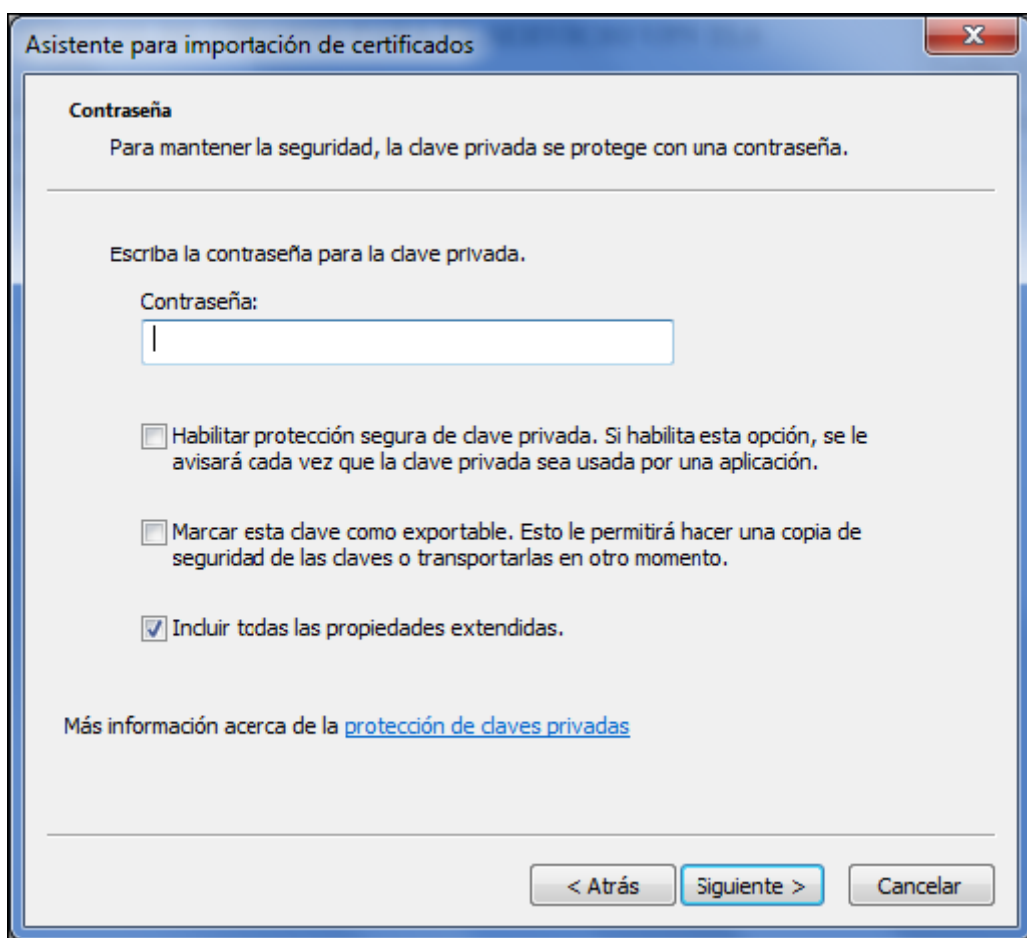 Asistente para importación de certificados
Contraseña
Para mantener la seguridad, la clave privada se protege con una contraseña.
Escriba la contraseña para la clave privada.
Contraseña:
Habilitar protección segura de clave privada. Si habilita esta opción, se le
avisará cada vez que la clave privada sea usada por una aplicación.
Marcar esta clave como exportable. Esto le permitirá hacer una copia de
seguridad de las claves o transportarlas en otro momento.
Incluir todas las propiedades extendidas.
Más información acerca de la protección de claves privadas
< Atrás
Siguiente >
Cancelar